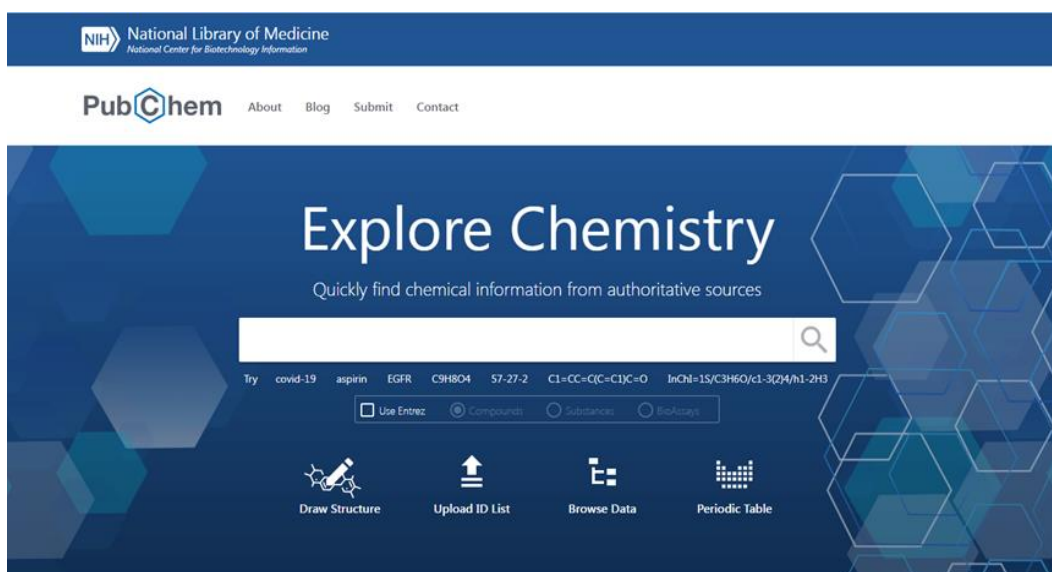 NIH National Library of Medicine
National Center for Biotechnology Information
PubChem About Blog Submit Contact
Explore Chemistry
Quickly find chemical information from authoritative sources
Try covid-19 aspirin EGFR C9H8O4 57-27-2 C1=CC=C(C=C1)C=O InChI=1S/C3H6O/c1-3(2)4/h1-2H3
Use Entrez Compounds Substances BioAssays
Draw Structure Upload ID List Browse Data Periodic Table